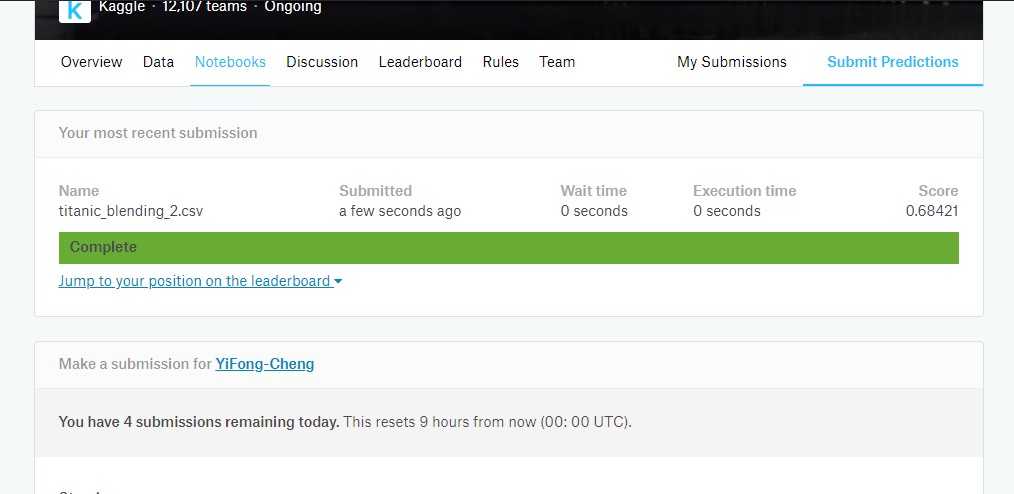 K Kaggle · 12,107 teams · Ongoing
Overview Data Notebooks Discussion Leaderboard Rules Team My Submissions Submit Predictions
Your most recent submission
Name Submitted Wait time Execution time Score
titanic_blending_2.csv a few seconds ago 0 seconds 0 seconds 0.68421
Complete
Jump to your position on the leaderboard
Make a submission for YiFong-Cheng
You have 4 submissions remaining today. This resets 9 hours from now (00: 00 UTC).